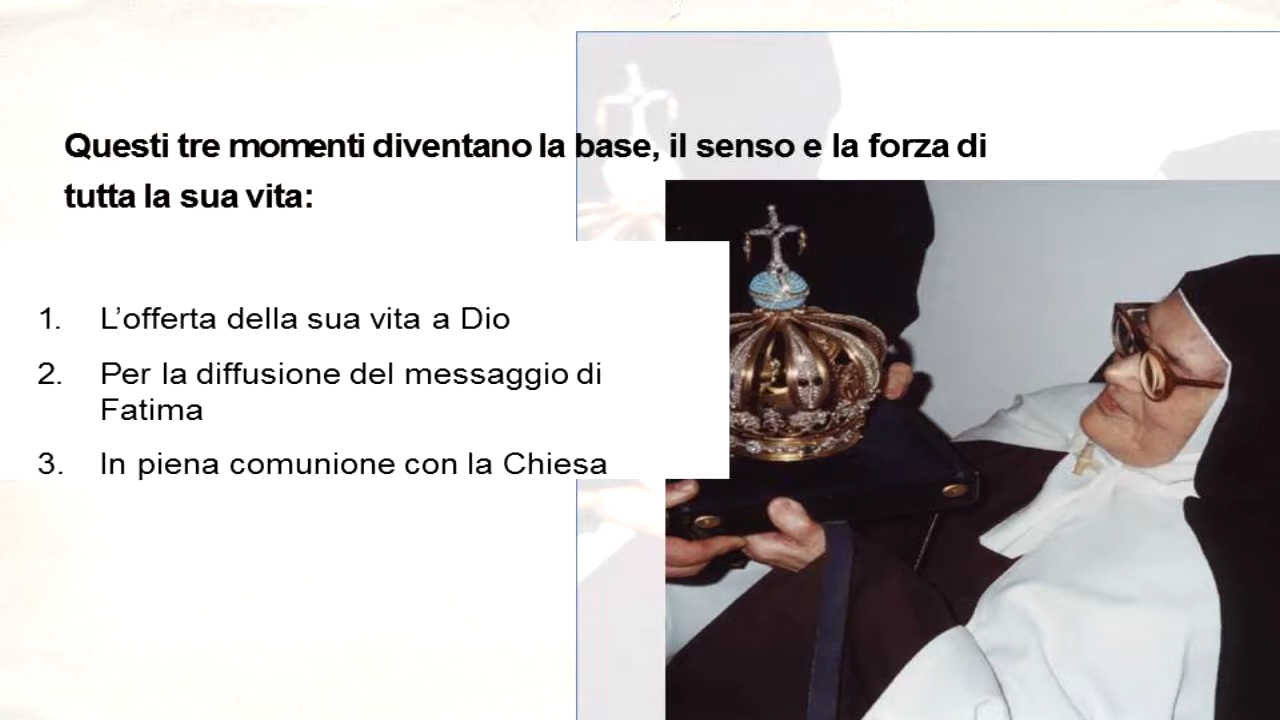 Questi tre momenti diventano la base, il senso e la forza di
tutta la sua vita:
1. L’offerta della sua vita a Dio
2. Per la diffusione del messaggio di
Fatima
3. In piena comunione con la Chiesa